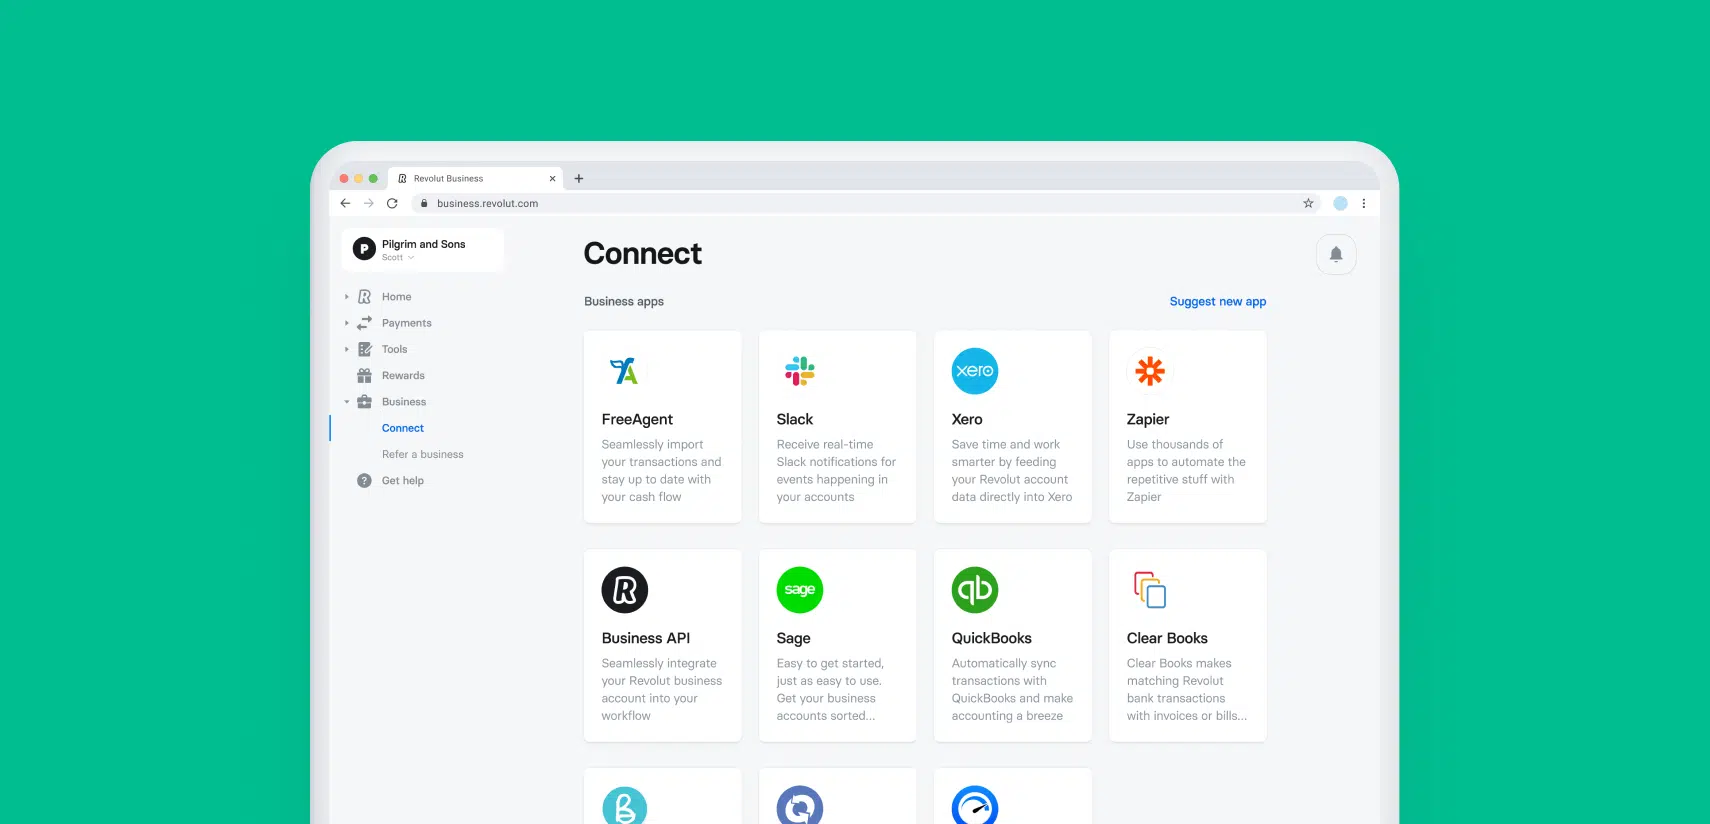 Revolut Business
business.revolut.com
P
Pilgrim and Sons
Scott
Home
Payments
Tools
Rewards
Business
Connect
Refer a business
? Get help
Connect
Business apps
Suggest new app
FreeAgent
Seamlessly import
your transactions and
stay up to date with
your cash flow
Slack
Receive real-time
Slack notifications for
events happening in
your accounts
xero
Xero
Save time and work
smarter by feeding
your Revolut account
data directly into Xero
Zapier
Use thousands of
apps to automate the
repetitive stuff with
Zapier
R
Business API
Seamlessly integrate
your Revolut business
account into your
workflow
sage
Sage
Easy to get started,
just as easy to use.
Get your business
accounts sorted...
qb
QuickBooks
Automatically sync
transactions with
QuickBooks and make
accounting a breeze
Clear Books
Clear Books makes
matching Revolut
bank transactions
with invoices or bills...
B